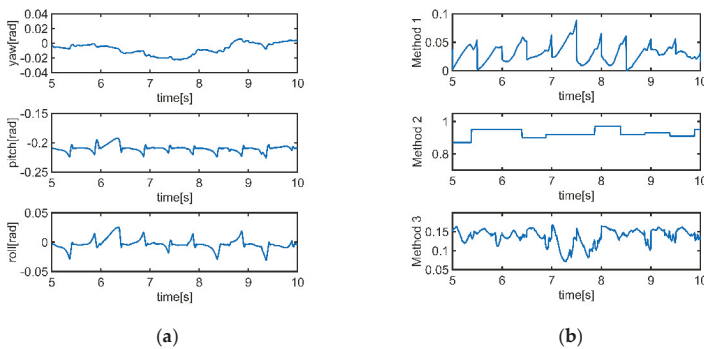 0.04
0.02
0
-0.02
-0.04
yaw[rad]
5 6 7 8 9 10
time[s]
-0.15
-0.2
-0.25
pitch[rad]
5 6 7 8 9 10
time[s]
0.05
0
-0.05
roll[rad]
5 6 7 8 9 10
time[s]
(a)
0.1
0.05
0
Method 1
5 6 7 8 9 10
time[s]
1
0.8
Method 2
5 6 7 8 9 10
time[s]
0.15
0.1
0.05
Method 3
5 6 7 8 9 10
time[s]
(b)